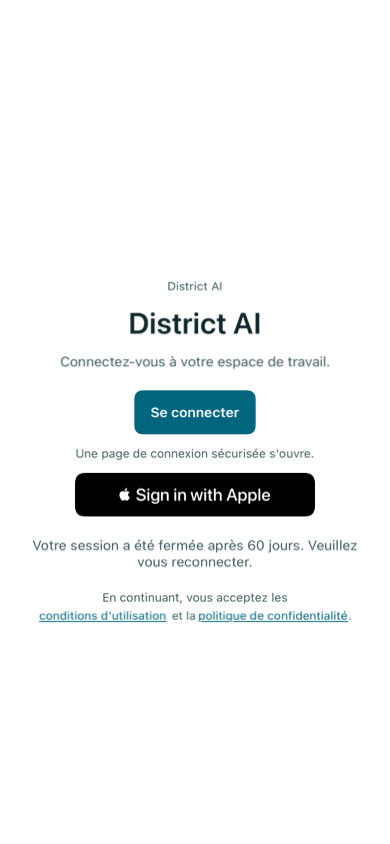 District AI
District AI
Connectez-vous à votre espace de travail.
Se connecter
Une page de connexion sécurisée s'ouvre.
Sign in with Apple
Votre session a été fermée après 60 jours. Veuillez
vous reconnecter.
En continuant, vous acceptez les
conditions d'utilisation et la politique de confidentialité.